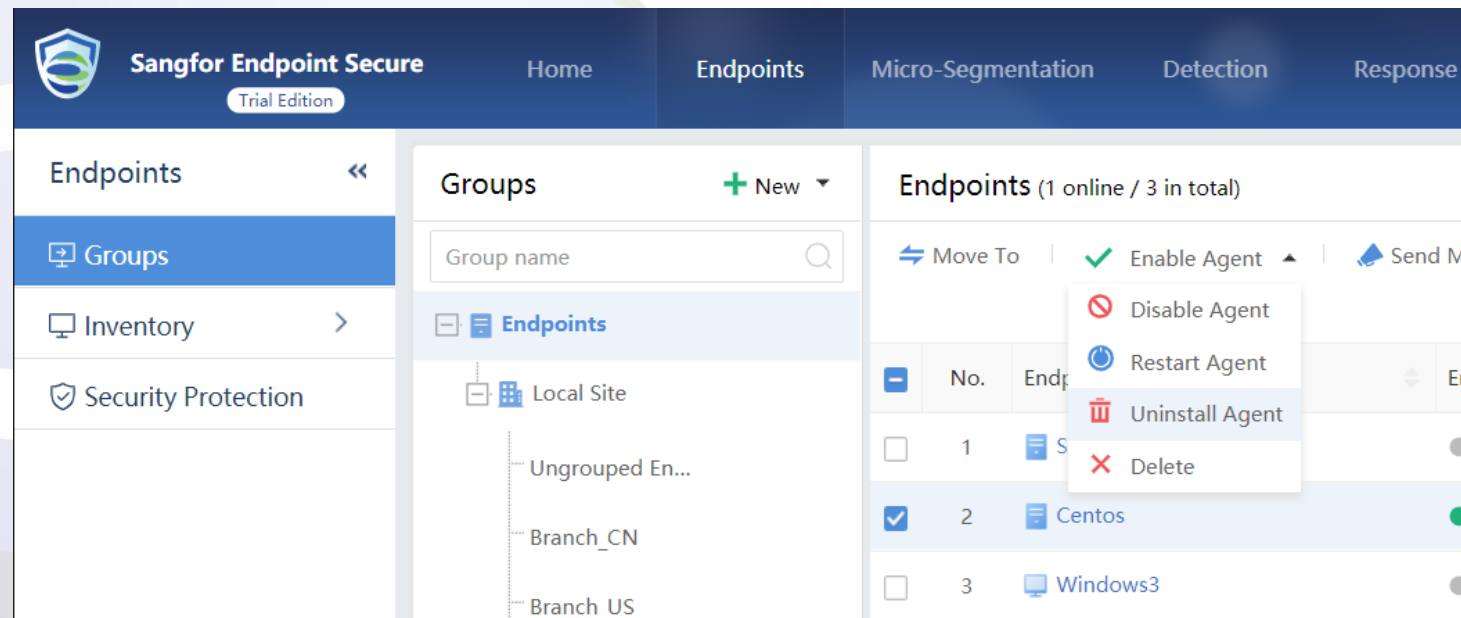 Sangfor Endpoint Secure
Trial Edition
Home
Endpoints
Micro-Segmentation
Detection
Response
Endpoints
Groups
Inventory
Security Protection
Groups
New
Group name
Endpoints
Local Site
Ungrouped En...
Branch_CN
Branch_US
Endpoints (1 online / 3 in total)
Move To
Enable Agent
Send M
Disable Agent
Restart Agent
Uninstall Agent
Delete
No.
Endp
1
S
2
Centos
3
Windows3